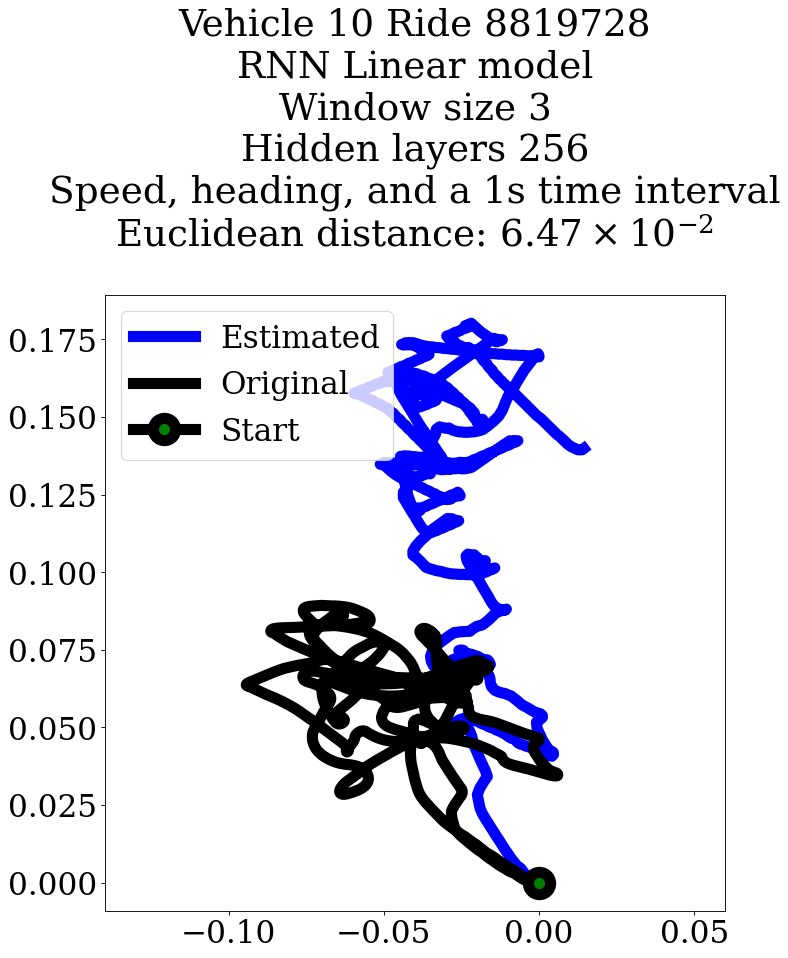 Vehicle 10 Ride 8819728
RNN Linear model
Window size 3
Hidden layers 256
Speed, heading, and a 1s time interval
Euclidean distance: 6.47 × 10⁻²
Estimated
Original
Start
0.175
0.150
0.125
0.100
0.075
0.050
0.025
0.000
−0.10 −0.05 0.00 0.05